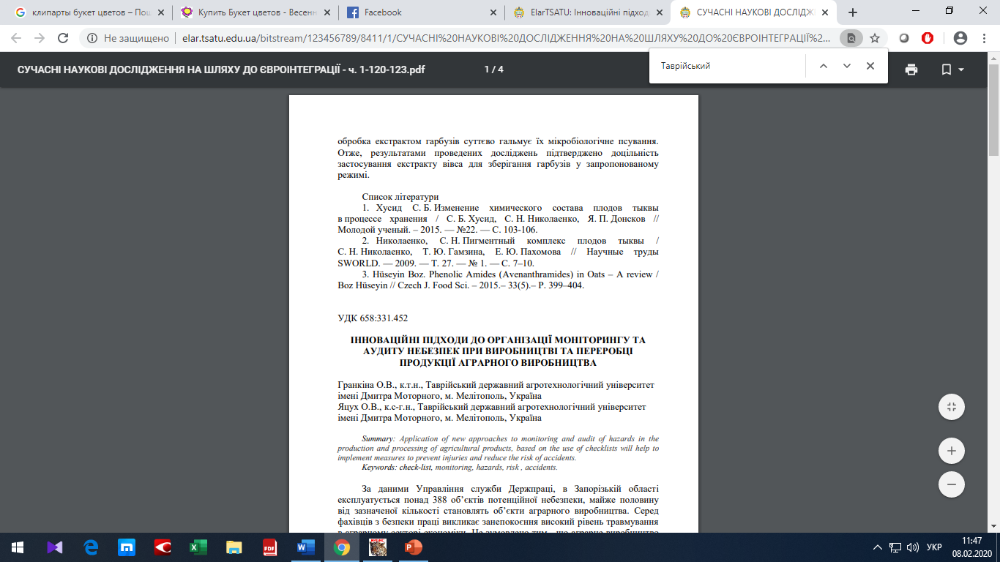 клипарты букет цветов – Пои
Купить Букет цветов - Весенн
Facebook
ElarTSATU: Інноваційні підход
СУЧАСНІ НАУКОВІ ДОСЛІДЖЕ
Не защищено
elar.tsatu.edu.ua/bitstream/123456789/8411/1/СУЧАСНІ%20НАУКОВІ%20ДОСЛІДЖЕННЯ%20НА%20ШЛЯХУ%20ДО%20ЄВРОІНТЕГРАЦІЇ%2...
СУЧАСНІ НАУКОВІ ДОСЛІДЖЕННЯ НА ШЛЯХУ ДО ЄВРОІНТЕГРАЦІЇ - ч. 1-120-123.pdf
1 / 4
Таврійський
обробка екстрактом гарбузів суттєво гальмує їх мікробіологічне псування.
Отже, результатами проведених досліджень підтверджено доцільність
застосування екстракту вівса для зберігання гарбузів у запропонованому
режимі.
Список літератури
1. Хусид С. Б. Изменение химического состава плодов тыквы
в процессе хранения / С. Б. Хусид, С. Н. Николаенко, Я. П. Донсков //
Молодой ученый. – 2015. — №22. — С. 103-106.
2. Николаенко, С. Н. Пигментный комплекс плодов тыквы /
С. Н. Николаенко, Т. Ю. Гамзина, Е. Ю. Пахомова // Научные труды
SWORLD. — 2009. — Т. 27. — № 1. — С. 7–10.
3. Hüseyin Boz. Phenolic Amides (Avenanthramides) in Oats – A review /
Boz Hüseyin // Czech J. Food Sci. – 2015.– 33(5).– P. 399–404.
УДК 658:331.452
ІННОВАЦІЙНІ ПІДХОДИ ДО ОРГАНІЗАЦІЇ МОНІТОРИНГУ ТА
АУДИТУ НЕБЕЗПЕК ПРИ ВИРОБНИЦТВІ ТА ПЕРЕРОБЦІ
ПРОДУКЦІЇ АГРАРНОГО ВИРОБНИЦТВА
Гранкіна О.В., к.т.н., Таврійський державний агротехнологічний університет
імені Дмитра Моторного, м. Мелітополь, Україна
Яцух О.В., к.с-г.н., Таврійський державний агротехнологічний університет
імені Дмитра Моторного, м. Мелітополь, Україна
Summary: Application of new approaches to monitoring and audit of hazards in the
production and processing of agricultural products, based on the use of checklists will help to
implement measures to prevent injuries and reduce the risk of accidents.
Keywords: check-list, monitoring, hazards, risk , accidents.
За даними Управління служби Держпраці, в Запорізькій області
експлуатується понад 388 об’єктів потенційної небезпеки, майже половину
від зазначеної кількості становлять об’єкти аграрного виробництва. Серед
фахівців з безпеки праці викликає занепокоєння високий рівень травмування
в аграрному секторі економіки. Це зумовлено тим, що аграрне виробництво
УКР
11:47
08.02.2020